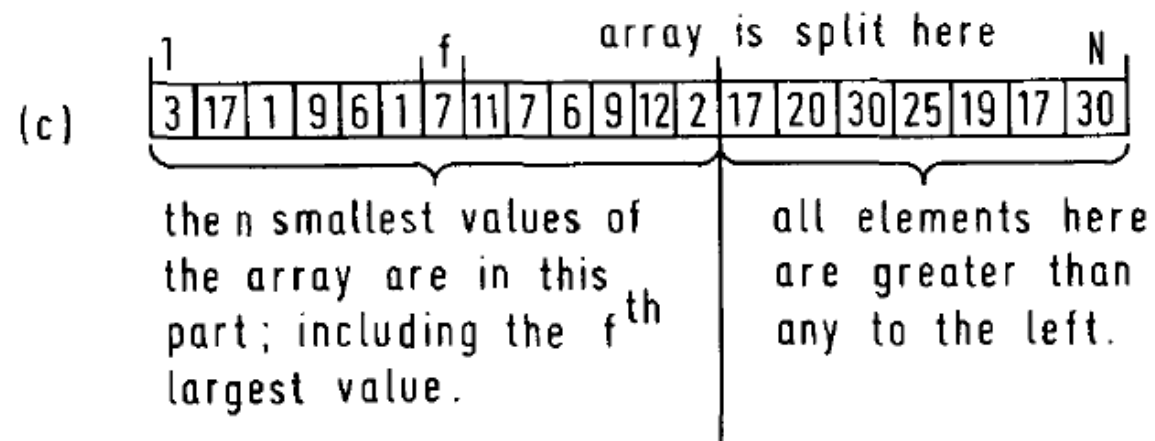 1 f array is split here N
(c) 3 17 1 9 6 1 7 11 7 6 9 12 2 17 20 30 25 19 17 30
the n smallest values of all elements here
the array are in this are greater than
part; including the fth any to the left.
largest value.